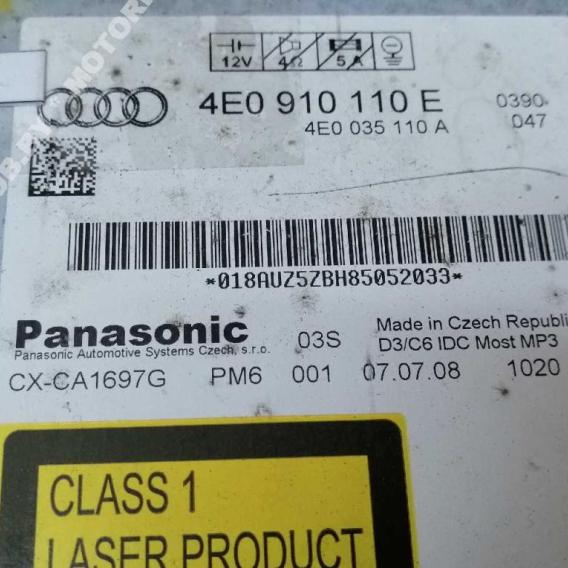 12V 4Ω 5A
4E0 910 110 E 0390
4E0 035 110 A 047
*018AUZ5ZBH85052033*
Panasonic 03S Made in Czech Republi
Panasonic Automotive Systems Czech, s.r.o. D3/C6 IDC Most MP3
CX-CA1697G PM6 001 07.07.08 1020
CLASS 1
LASER PRODUCT